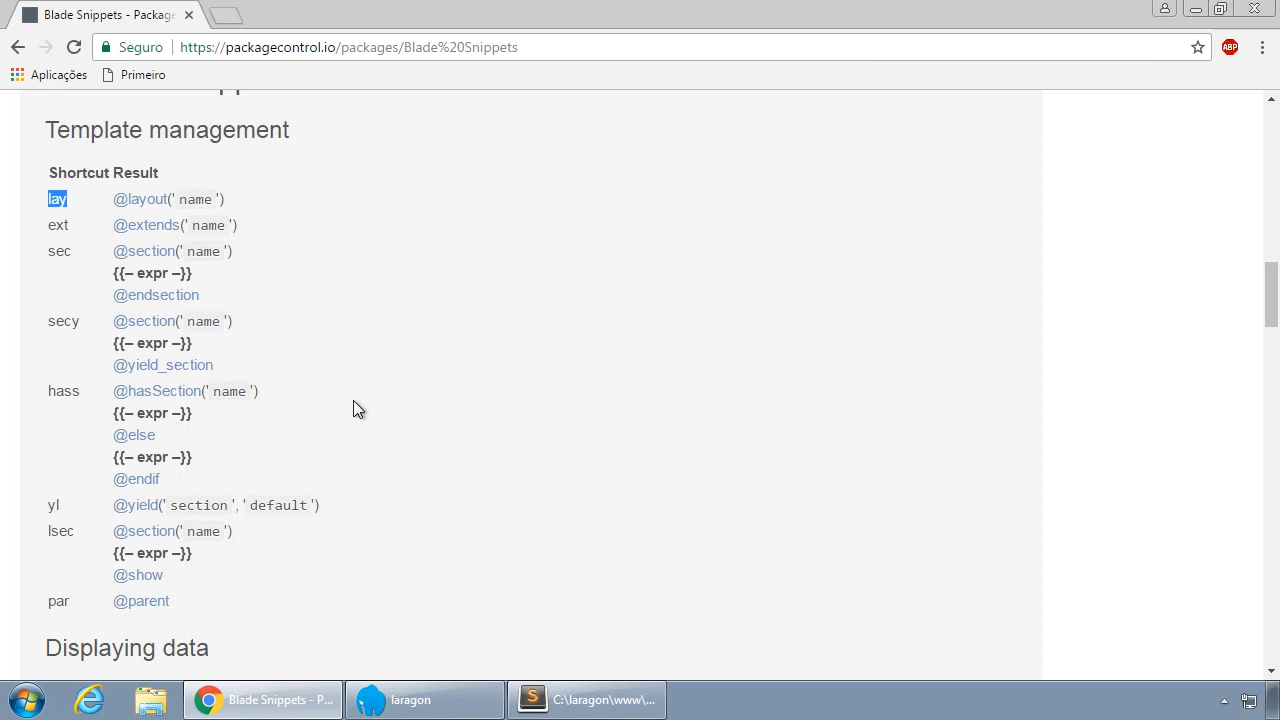 Blade Snippets - Package
Seguro https://packagecontrol.io/packages/Blade%20Snippets
ABP
Aplicações Primeiro
Template management
Shortcut Result
lay @layout('name')
ext @extends('name')
sec @section('name')
{{– expr –}}
@endsection
secy @section('name')
{{– expr –}}
@yield_section
hass @hasSection('name')
{{– expr –}}
@else
{{– expr –}}
@endif
yl @yield('section','default')
lsec @section('name')
{{– expr –}}
@show
par @parent
Displaying data
Blade Snippets - P... laragon C:\laragon\www\...